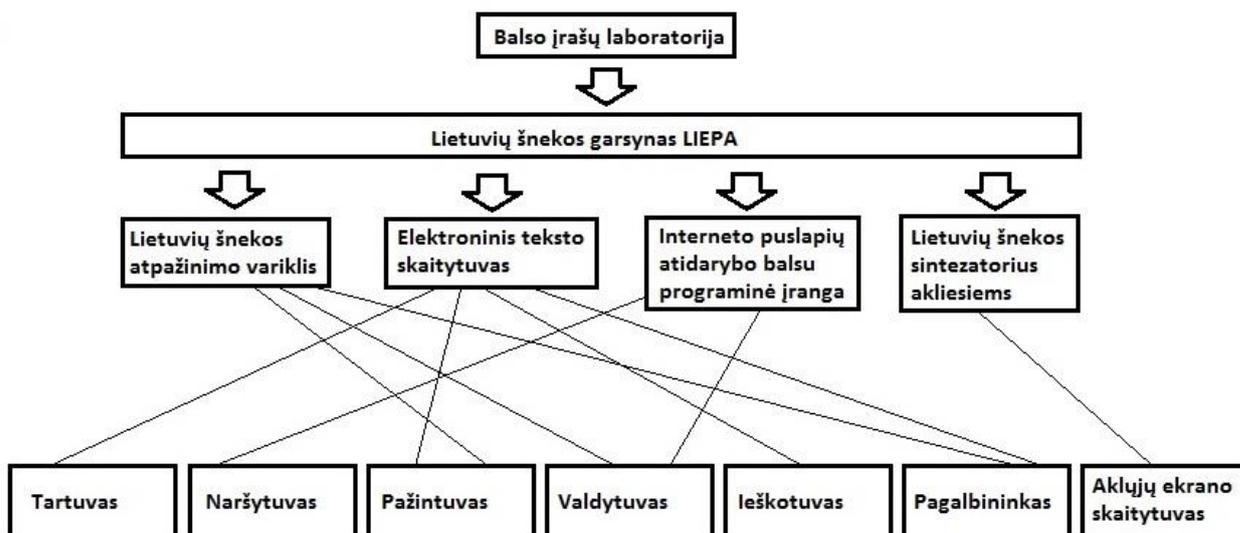 Balso įrašų laboratorija
Lietuvių šnekos garsynas LIEPA
Lietuvių šnekos
atpažinimo variklis
Elektroninis teksto
skaitytuvas
Interneto puslapių
atidarybo balsu
programinė įranga
Lietuvių šnekos
sintezatorius
akliesiems
Tartuvas
Naršytuvas
Pažintuvas
Valdytuvas
Ieškotuvas
Pagalbininkas
Aklųjų ekrano
skaitytuvas